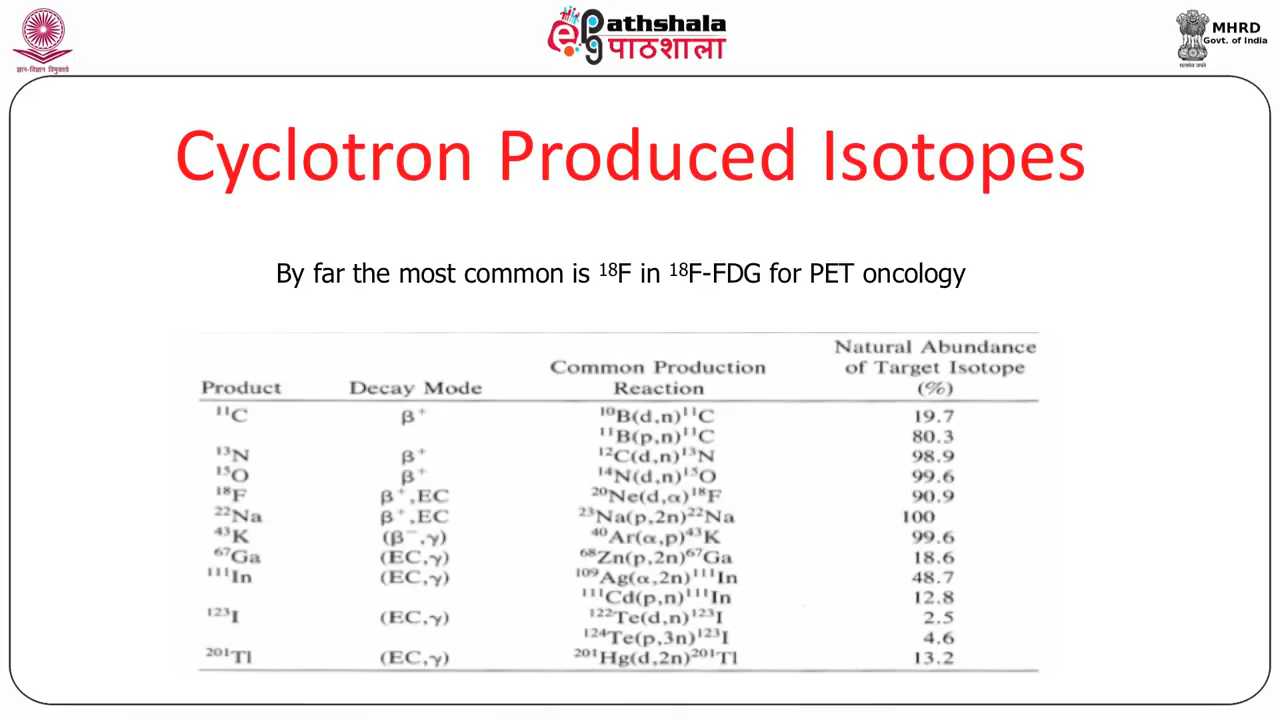 ज्ञान-विज्ञान विमुक्तये
ePg Pathshala
पाठशाला
MHRD
Govt. of India
सत्यमेव जयते
Cyclotron Produced Isotopes
By far the most common is ¹⁸F in ¹⁸F-FDG for PET oncology
Product Decay Mode Common Production Reaction Natural Abundance of Target Isotope (%)
¹¹C β⁺ ¹⁰B(d,n)¹¹C 19.7
¹¹B(p,n)¹¹C 80.3
¹³N β⁺ ¹²C(d,n)¹³N 98.9
¹⁵O β⁺ ¹⁴N(d,n)¹⁵O 99.6
¹⁸F β⁺,EC ²⁰Ne(d,α)¹⁸F 90.9
²²Na β⁺,EC ²³Na(p,2n)²²Na 100
⁴³K (β⁻,γ) ⁴⁰Ar(α,p)⁴³K 99.6
⁶⁷Ga (EC,γ) ⁶⁸Zn(p,2n)⁶⁷Ga 18.6
¹¹¹In (EC,γ) ¹⁰⁹Ag(α,2n)¹¹¹In 48.7
¹¹¹Cd(p,n)¹¹¹In 12.8
¹²³I (EC,γ) ¹²²Te(d,n)¹²³I 2.5
¹²⁴Te(p,3n)¹²³I 4.6
²⁰¹Tl (EC,γ) ²⁰¹Hg(d,2n)²⁰¹Tl 13.2